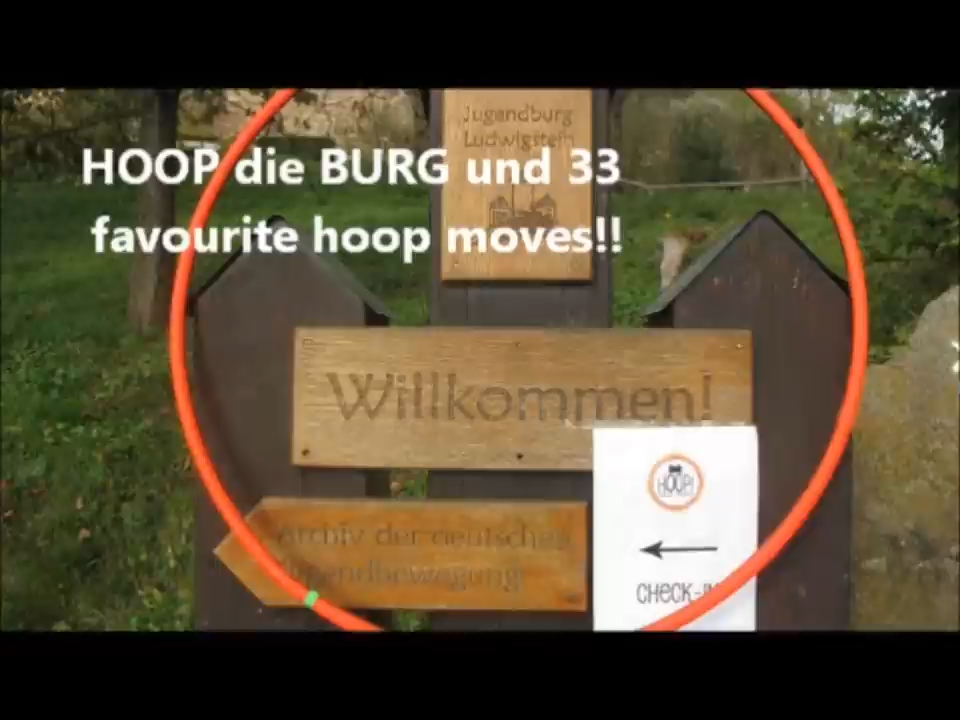 Jugendburg
Ludwigstein
HOOP die BURG und 33
favourite hoop moves!!
Willkommen!
HOOP!
CHECK-IN
Archiv der deutschen
Jugendbewegung